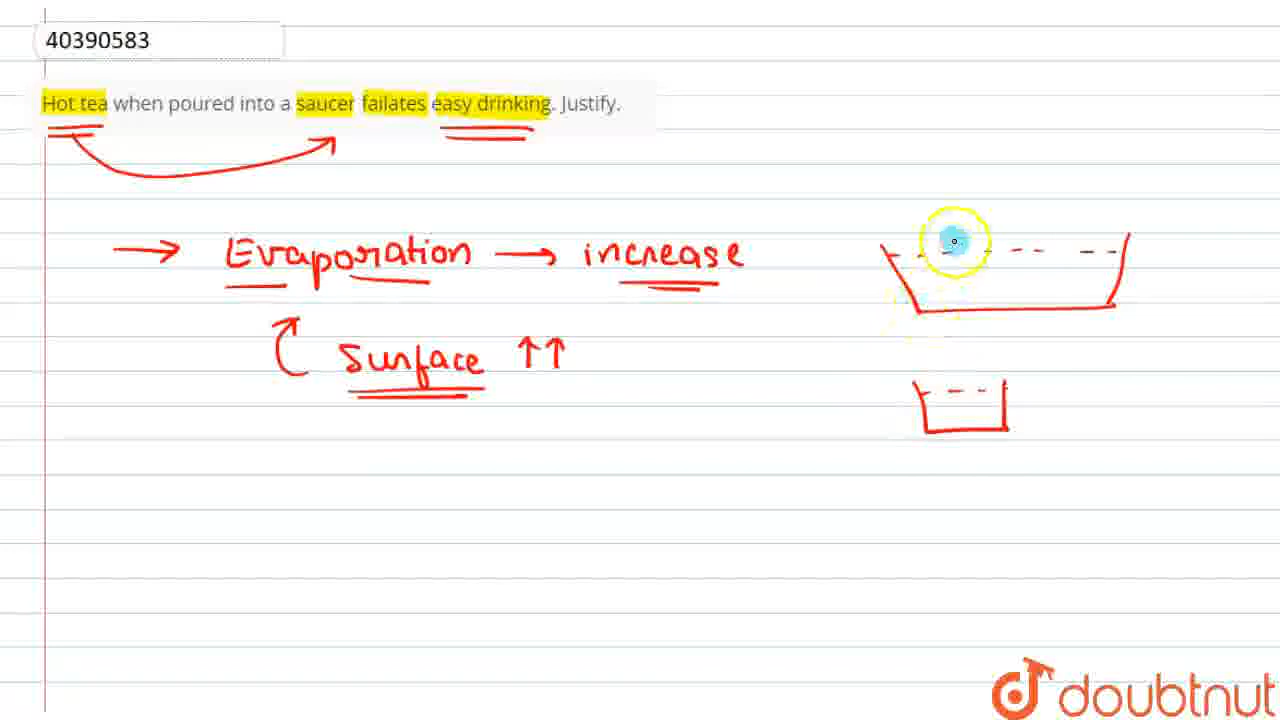 40390583
Hot tea when poured into a saucer failates easy drinking. Justify.
→ Evaporation → increase
Surface ↑↑
doubtnut